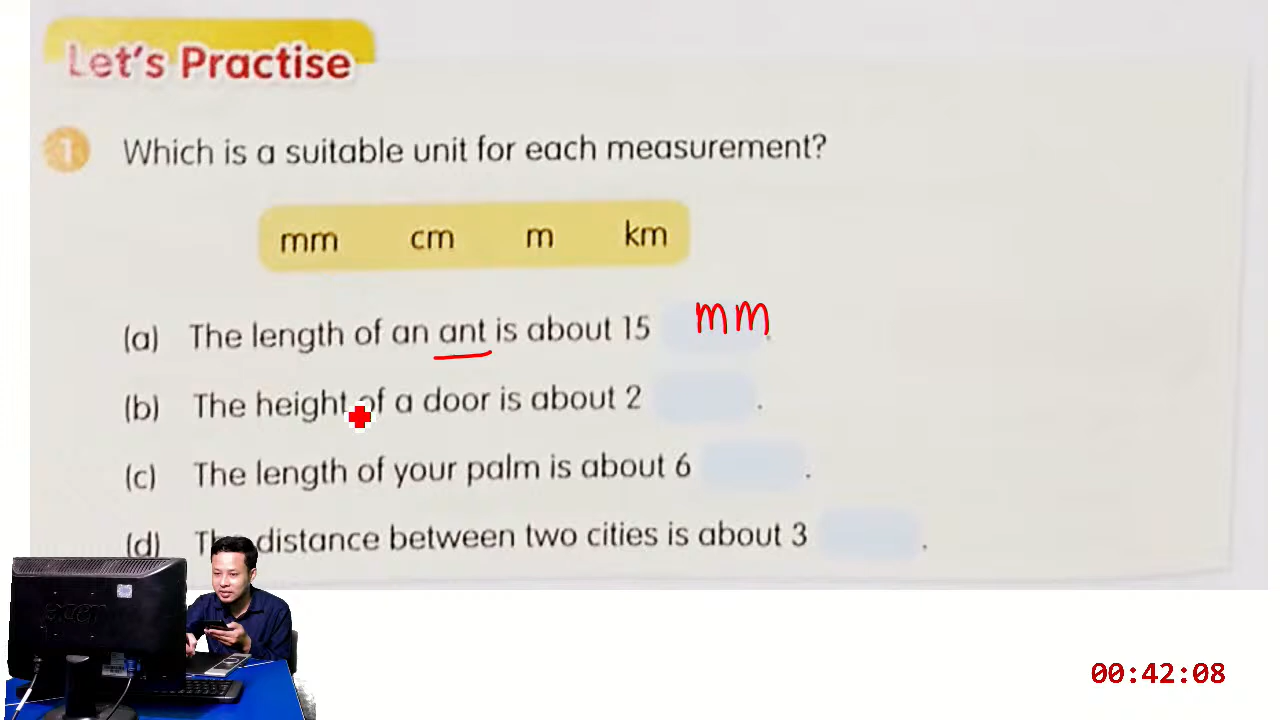 Let's Practise
1 Which is a suitable unit for each measurement?
mm cm m km
(a) The length of an ant is about 15 mm.
(b) The height of a door is about 2 .
(c) The length of your palm is about 6 .
(d) The distance between two cities is about 3 .
acer
00:42:08